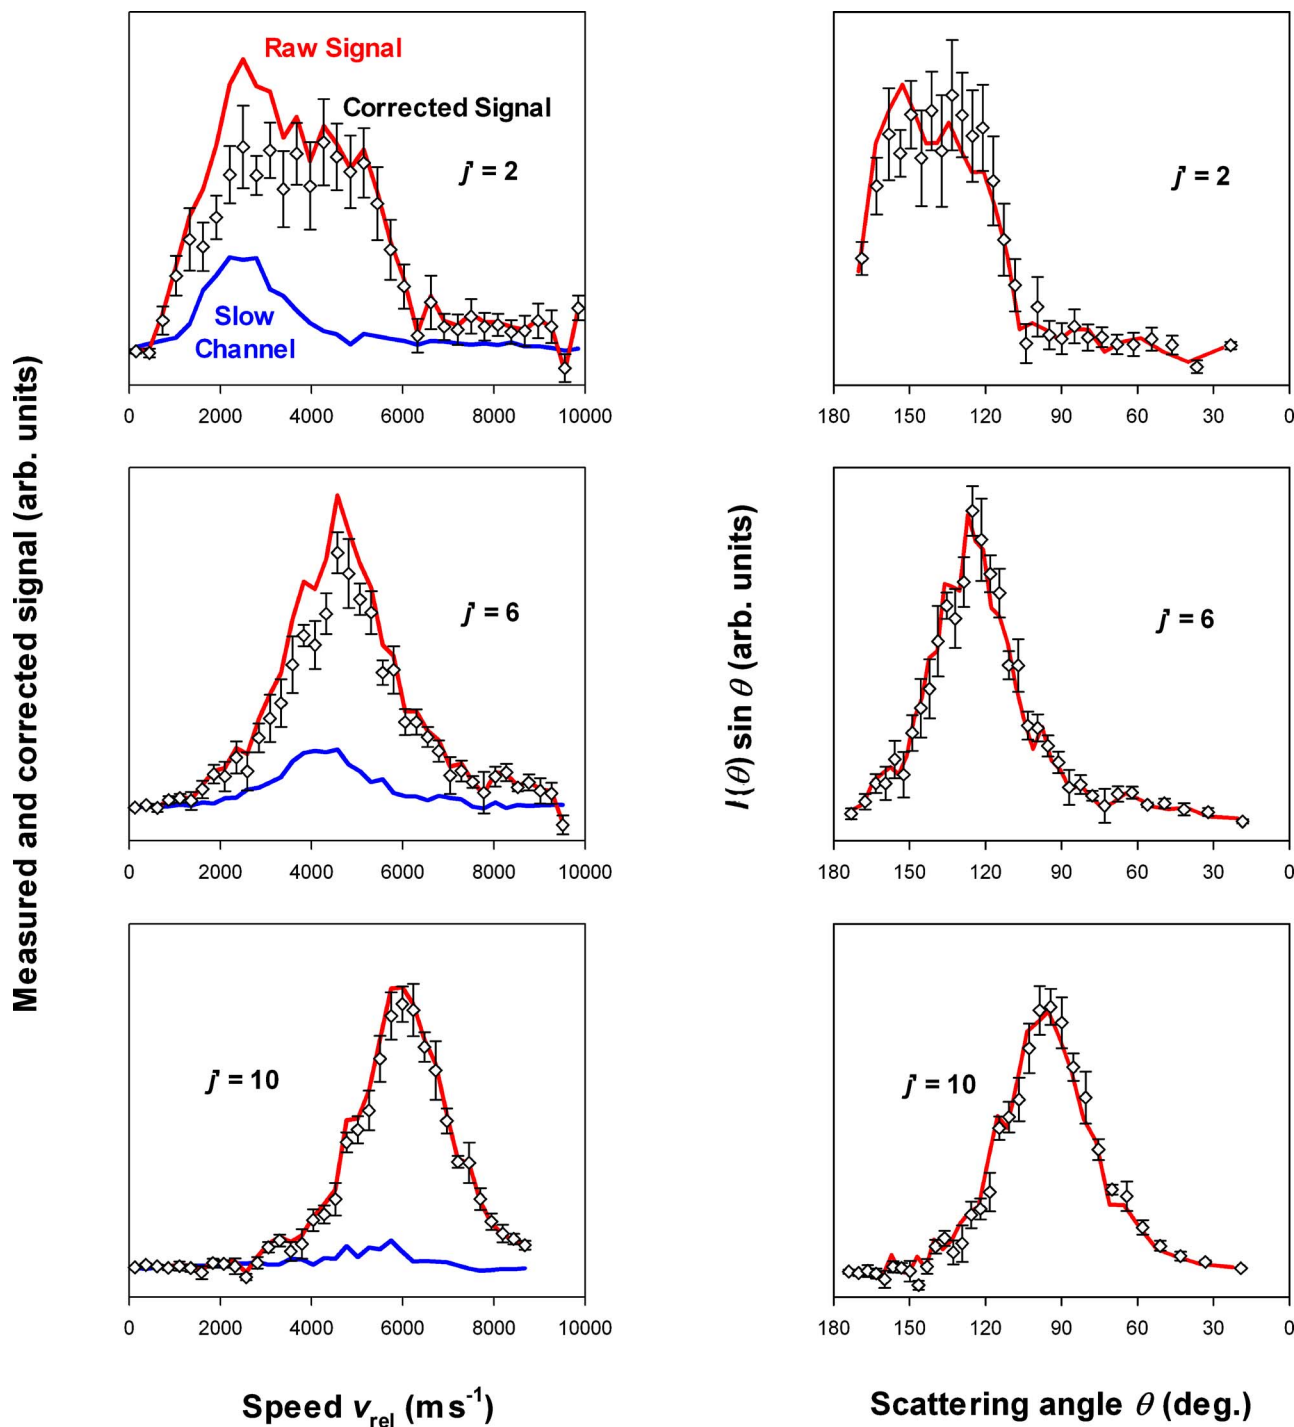 Measured and corrected signal (arb. units)
Raw Signal
Corrected Signal
j' = 2
Slow
Channel
0 2000 4000 6000 8000 10000
j' = 6
0 2000 4000 6000 8000 10000
j' = 10
0 2000 4000 6000 8000 10000
Speed v_rel (m s⁻¹)
I(θ) sin θ (arb. units)
j' = 2
180 150 120 90 60 30 0
j' = 6
180 150 120 90 60 30 0
j' = 10
180 150 120 90 60 30 0
Scattering angle θ (deg.)